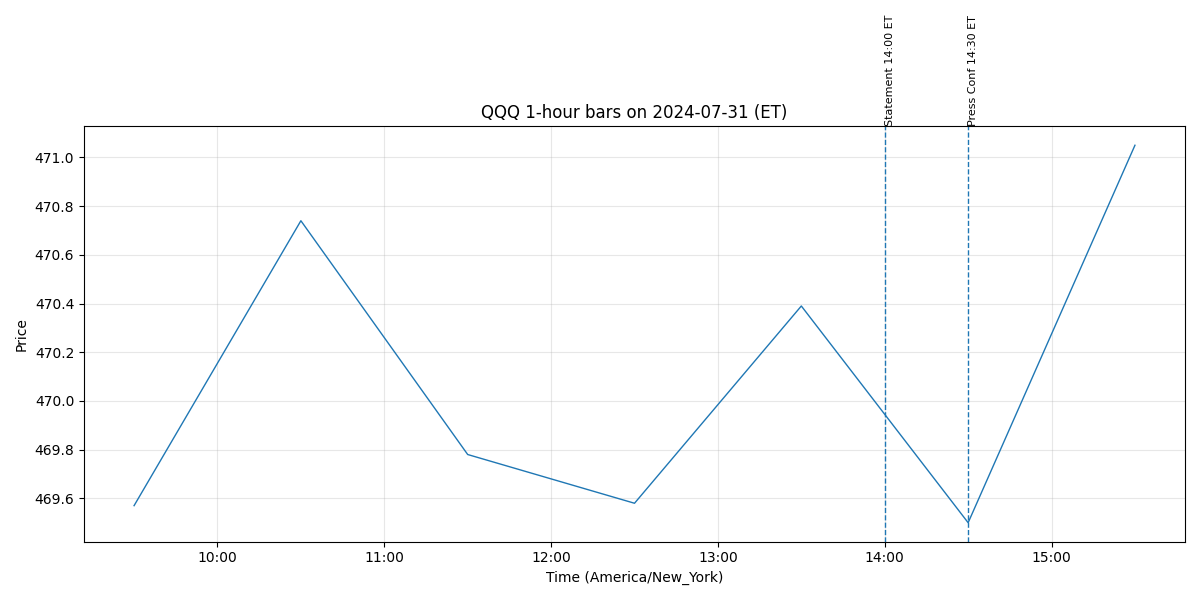 Statement 14:00 ET
Press Conf 14:30 ET
QQQ 1-hour bars on 2024-07-31 (ET)
Price
471.0
470.8
470.6
470.4
470.2
470.0
469.8
469.6
10:00 11:00 12:00 13:00 14:00 15:00
Time (America/New_York)